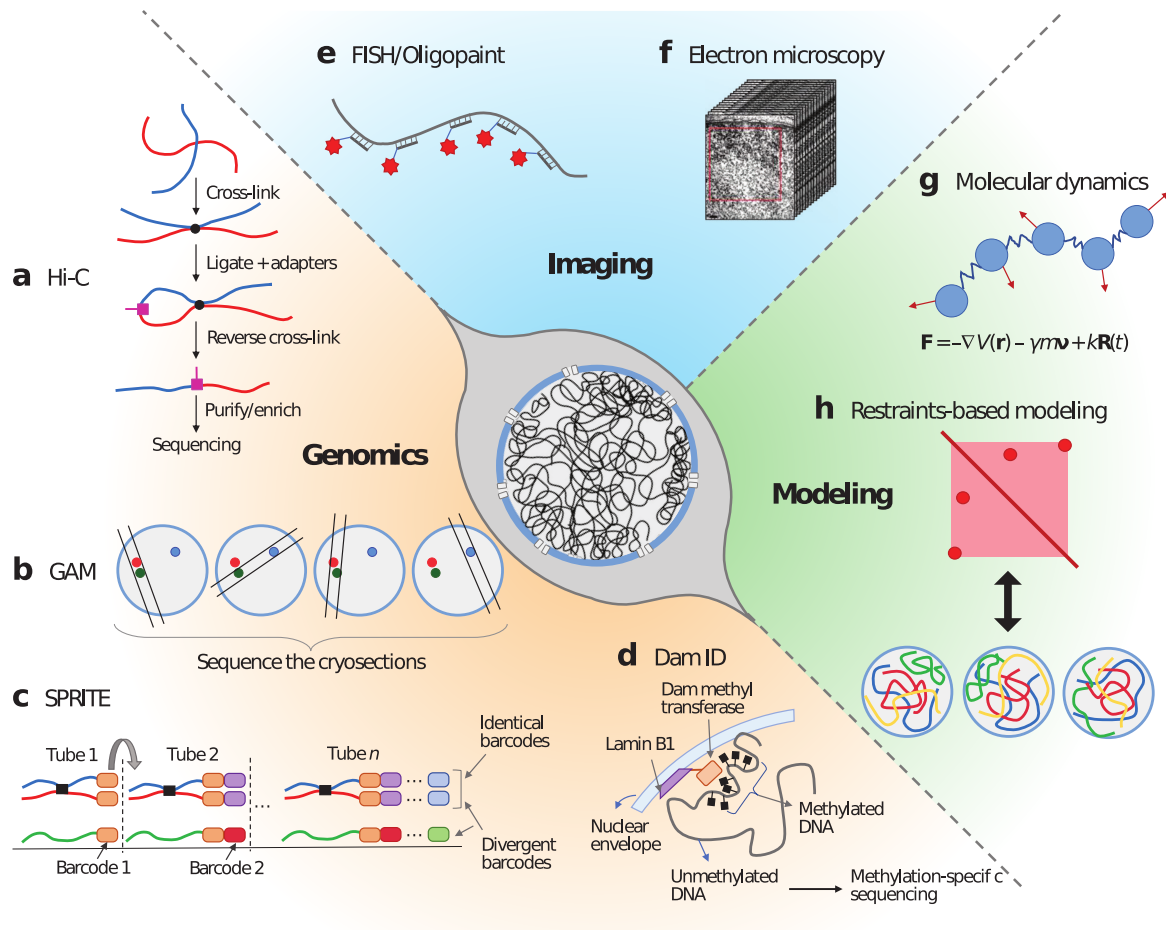 e FISH/Oligopaint
f Electron microscopy
g Molecular dynamics
Cross-link
Ligate + adapters
a Hi-C
Reverse cross-link
Purify/enrich
Sequencing
Imaging
F = –∇V(r) – γmν + kR(t)
h Restraints-based modeling
Genomics
Modeling
b GAM
Sequence the cryosections
c SPRITE
Tube 1
Tube 2
Tube n
...
...
...
...
Identical
barcodes
Divergent
barcodes
Barcode 1
Barcode 2
d Dam ID
Dam methyl
transferase
Lamin B1
Nuclear
envelope
Methylated
DNA
Unmethylated
DNA
Methylation-specif c
sequencing